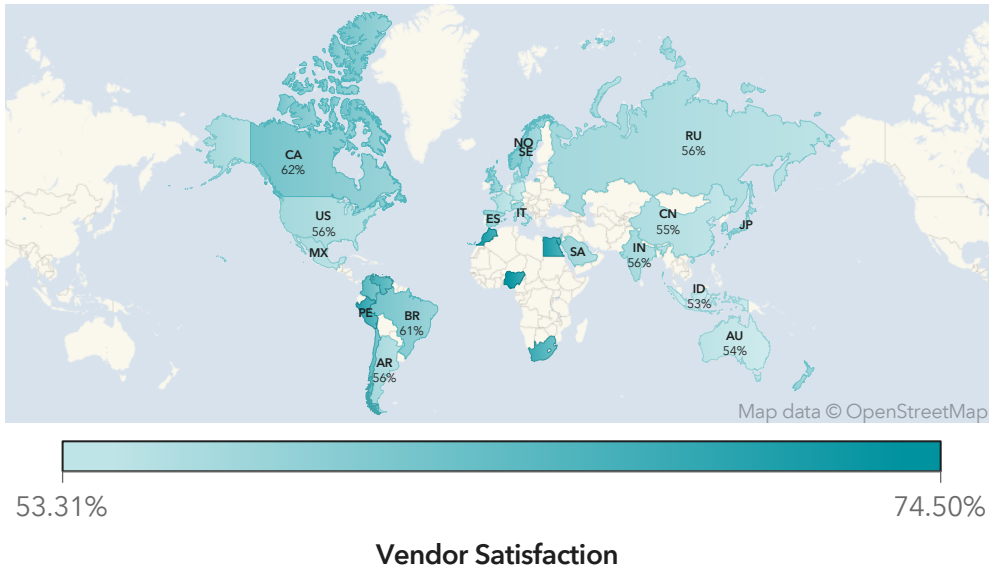 NO
SE
RU
56%
CA
62%
CN
55%
US
56%
ES
IT
JP
MX
SA
IN
56%
ID
53%
PE
BR
61%
AU
54%
AR
56%
Map data © OpenStreetMap
53.31%
74.50%
Vendor Satisfaction